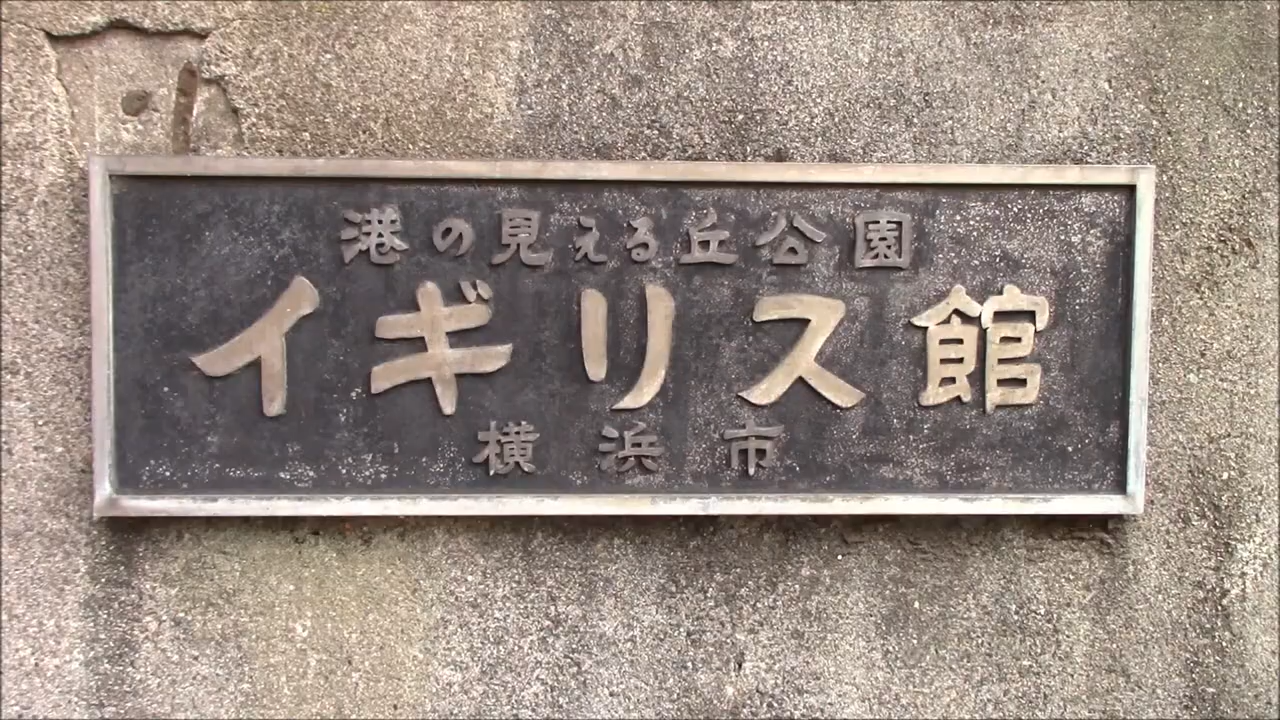 港の見える丘公園
イギリス館
横浜市